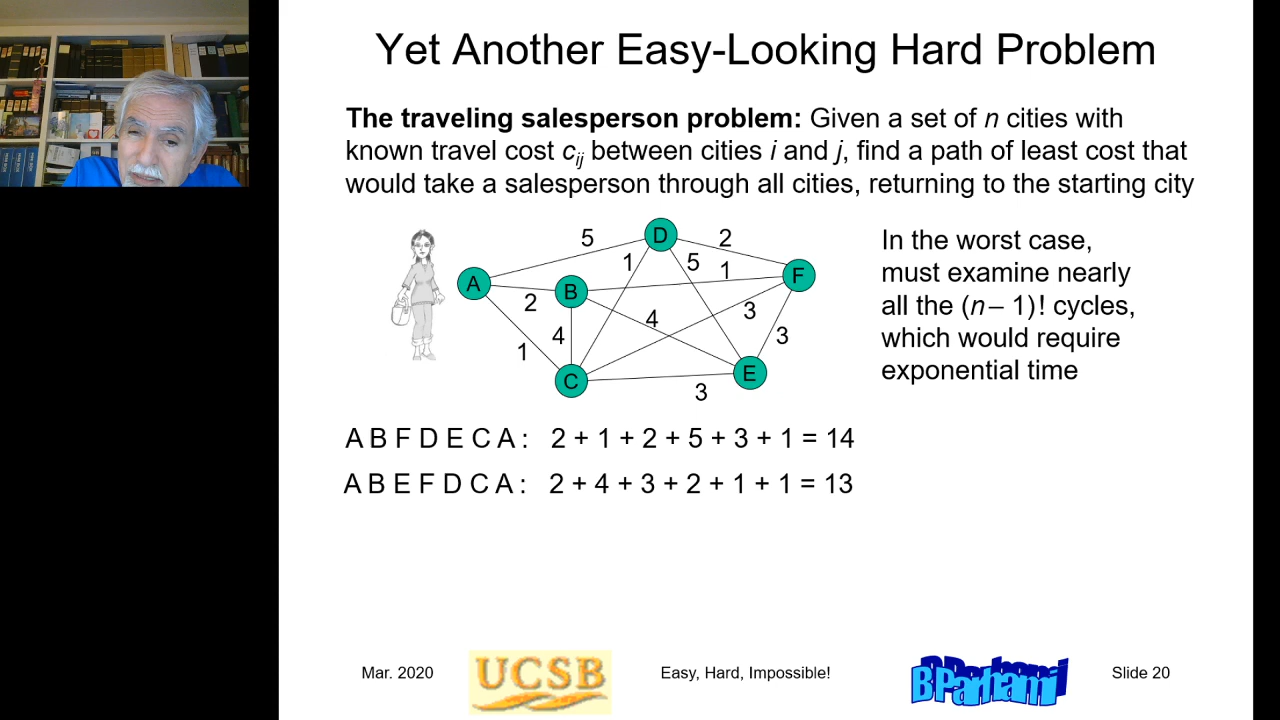 Yet Another Easy-Looking Hard Problem
The traveling salesperson problem: Given a set of n cities with
known travel cost cij between cities i and j, find a path of least cost that
would take a salesperson through all cities, returning to the starting city
5
D
2
1
5
1
A
2
B
F
4
3
4
3
1
C
E
3
In the worst case,
must examine nearly
all the (n – 1)! cycles,
which would require
exponential time
A B F D E C A : 2 + 1 + 2 + 5 + 3 + 1 = 14
A B E F D C A : 2 + 4 + 3 + 2 + 1 + 1 = 13
Mar. 2020
UCSB
Easy, Hard, Impossible!
B Parhami
Slide 20